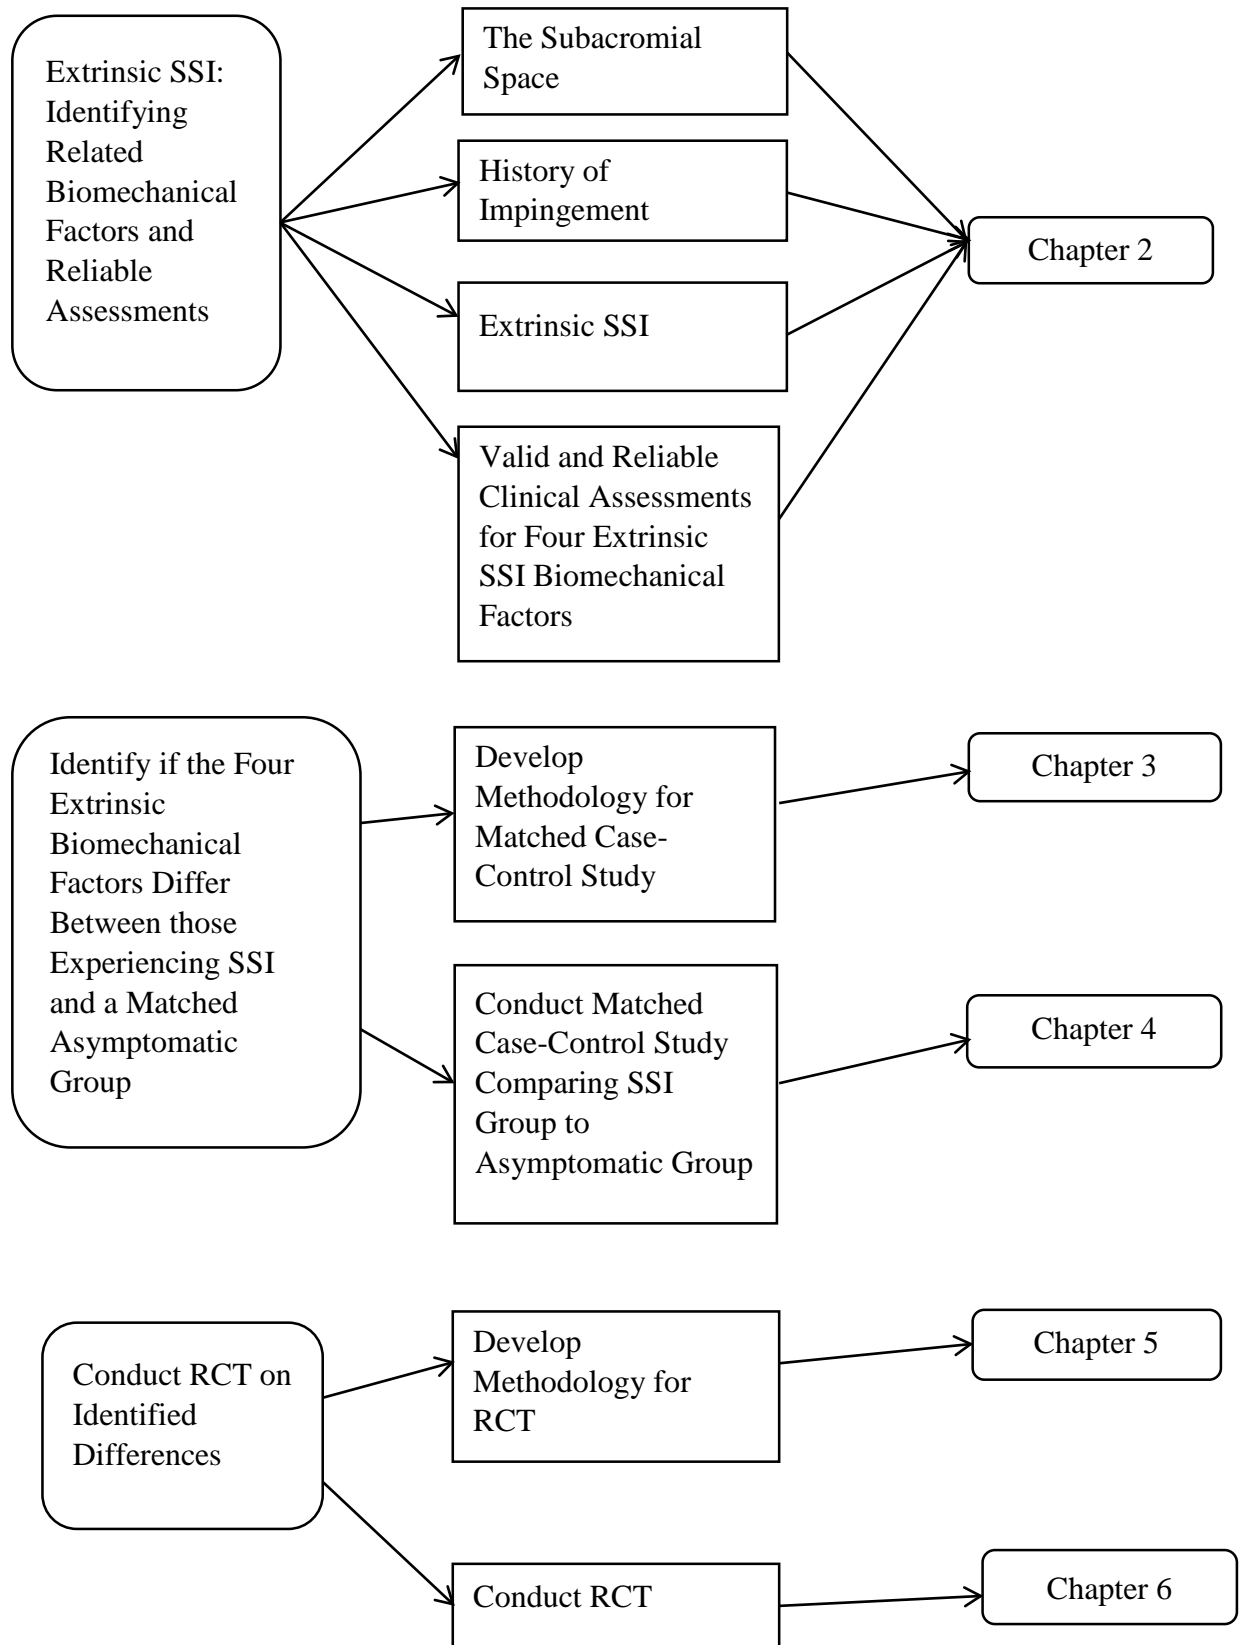 Extrinsic SSI:
Identifying
Related
Biomechanical
Factors and
Reliable
Assessments
The Subacromial
Space
History of
Impingement
Extrinsic SSI
Valid and Reliable
Clinical Assessments
for Four Extrinsic
SSI Biomechanical
Factors
Chapter 2
Identify if the Four
Extrinsic
Biomechanical
Factors Differ
Between those
Experiencing SSI
and a Matched
Asymptomatic
Group
Develop
Methodology for
Matched Case-
Control Study
Chapter 3
Conduct Matched
Case-Control Study
Comparing SSI
Group to
Asymptomatic Group
Chapter 4
Conduct RCT on
Identified
Differences
Develop
Methodology for
RCT
Chapter 5
Conduct RCT
Chapter 6